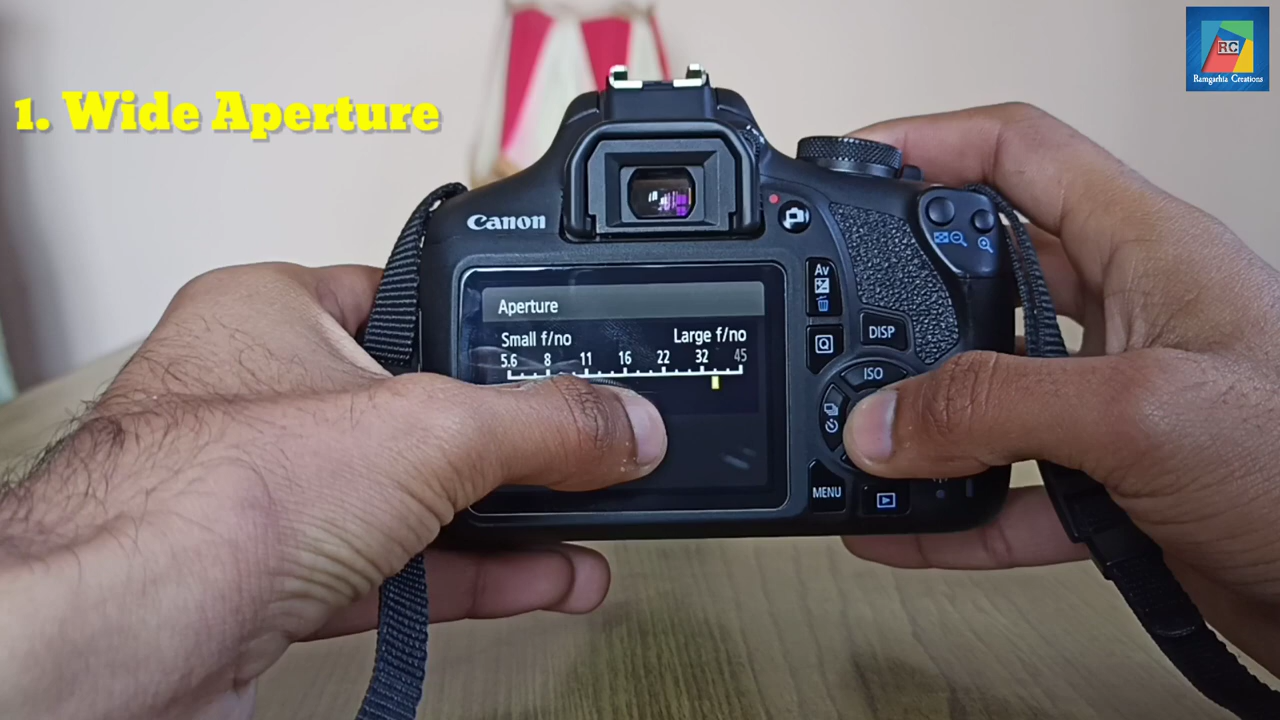 1. Wide Aperture
RC
Ramgarhia Creations
Canon
Aperture
Small f/no Large f/no
5.6 8 11 16 22 32 45
Av
Q
DISP
ISO
MENU